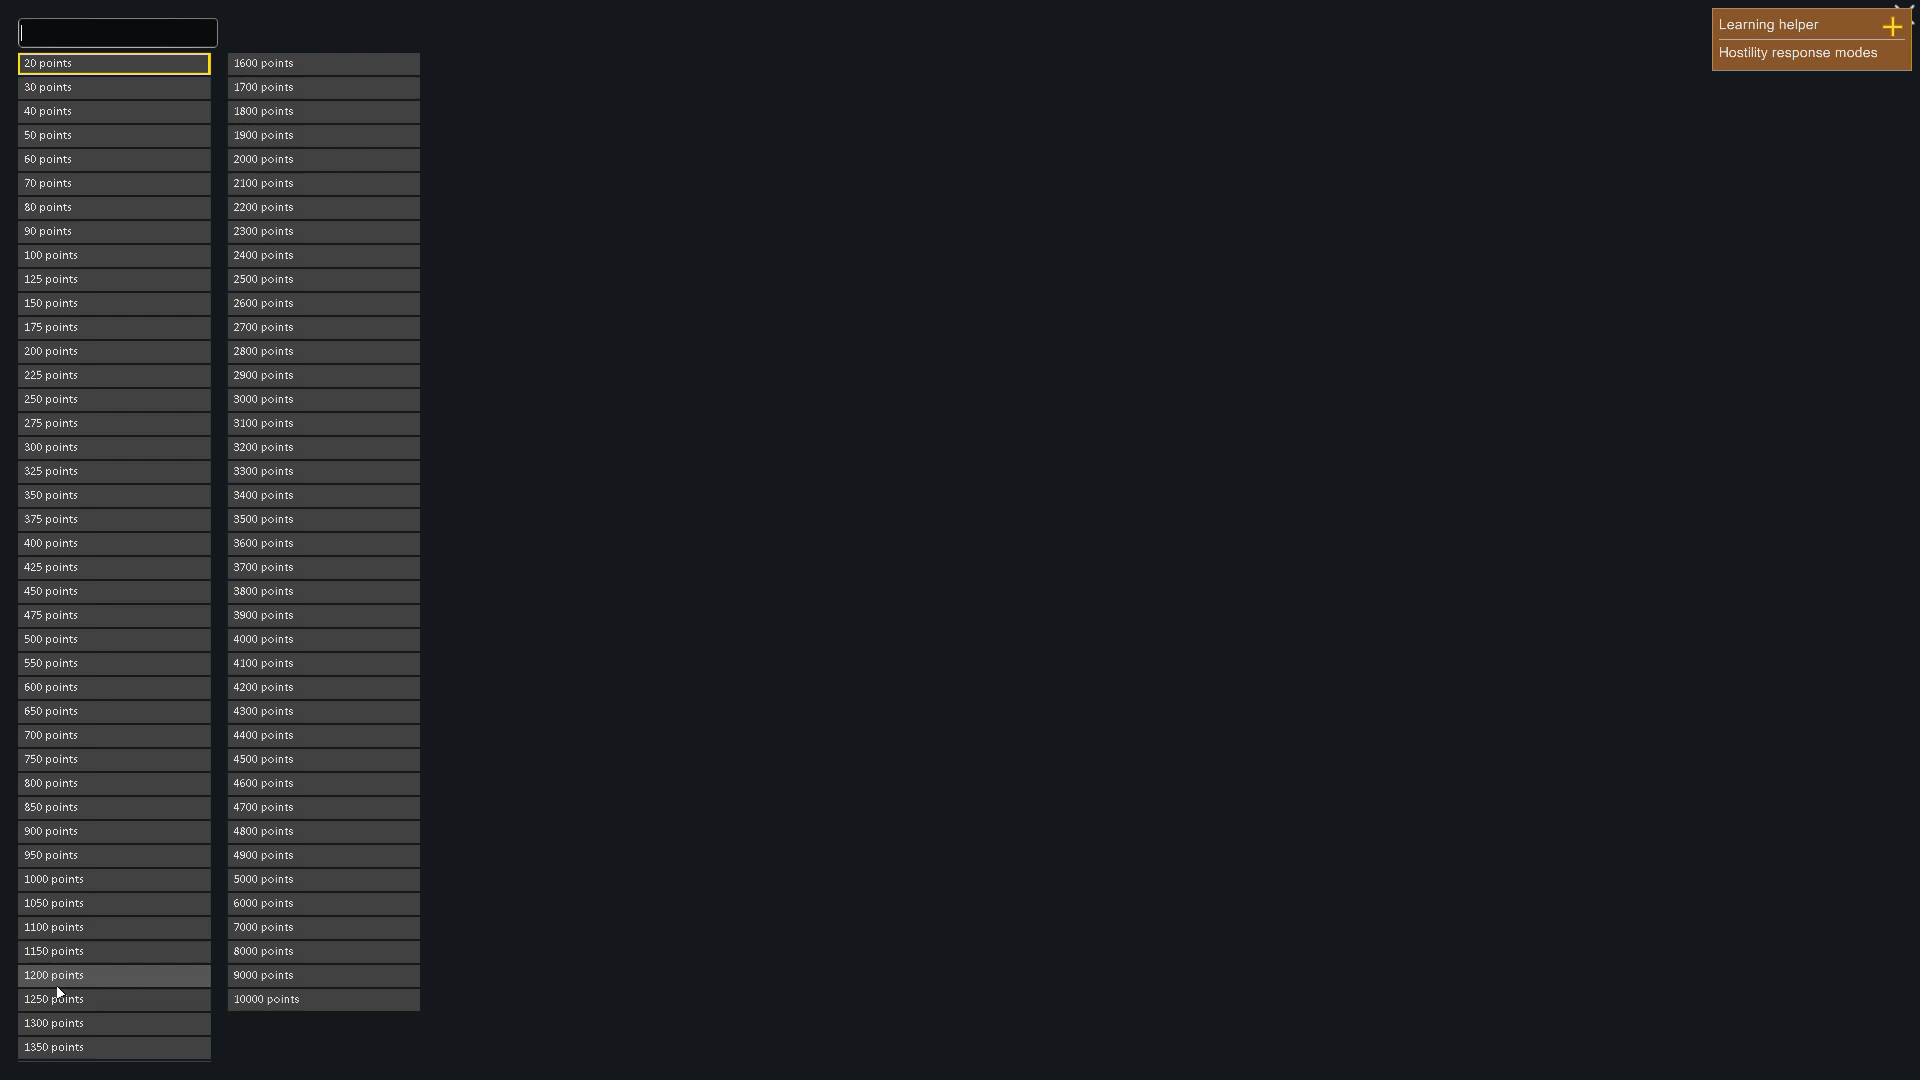 20 points
30 points
40 points
50 points
60 points
70 points
80 points
90 points
100 points
125 points
150 points
175 points
200 points
225 points
250 points
275 points
300 points
325 points
350 points
375 points
400 points
425 points
450 points
475 points
500 points
550 points
600 points
650 points
700 points
750 points
800 points
850 points
900 points
950 points
1000 points
1050 points
1100 points
1150 points
1200 points
1250 points
1300 points
1350 points
1600 points
1700 points
1800 points
1900 points
2000 points
2100 points
2200 points
2300 points
2400 points
2500 points
2600 points
2700 points
2800 points
2900 points
3000 points
3100 points
3200 points
3300 points
3400 points
3500 points
3600 points
3700 points
3800 points
3900 points
4000 points
4100 points
4200 points
4300 points
4400 points
4500 points
4600 points
4700 points
4800 points
4900 points
5000 points
6000 points
7000 points
8000 points
9000 points
10000 points
Learning helper
Hostility response modes